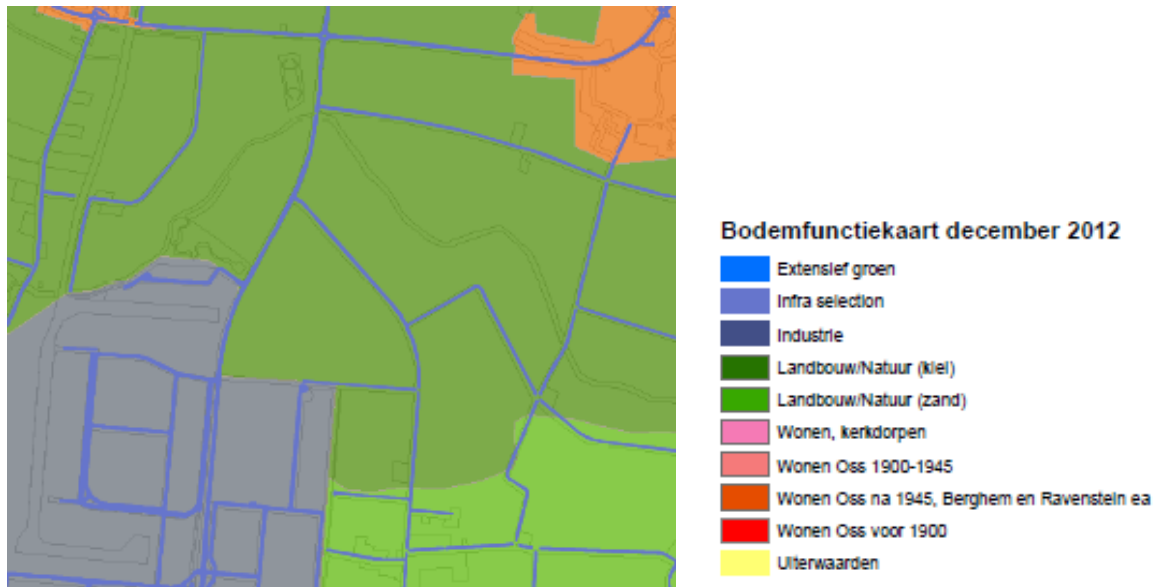 Bodemfunctiekaart december 2012
Extensief groen
Infra selection
Industrie
Landbouw/Natuur (klei)
Landbouw/Natuur (zand)
Wonen, kerkdorpen
Wonen Oss 1900-1945
Wonen Oss na 1945, Berghem en Ravenstein ea
Wonen Oss voor 1900
Uiterwaarden